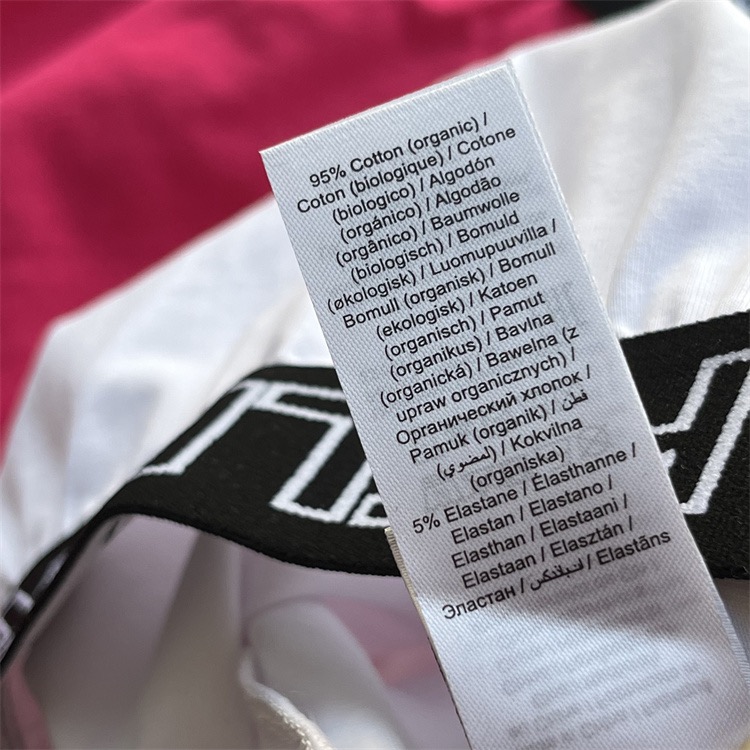 95% Cotton (organic) /
Coton (biologique) / Cotone
(biologico) / Algodón
(orgánico) / Algodão
(orgânico) / Baumwolle
(biologisch) / Bomuld
(økologisk) / Luomupuuvilla /
Bomull (organisk) / Bomull
(ekologisk) / Katoen
(organisch) / Pamut
(organikus) / Bavlna
(organická) / Bawełna (z
upraw organicznych) /
Органический хлопок /
Pamuk (organik) / قطن
(لمضوي) / Kokvilna
(organiska)
5% Elastane / Élasthanne /
Elastan / Elastano /
Elasthan / Elastaani /
Elastaan / Elasztán /
Эластан / فيبلانكس / Elastāns